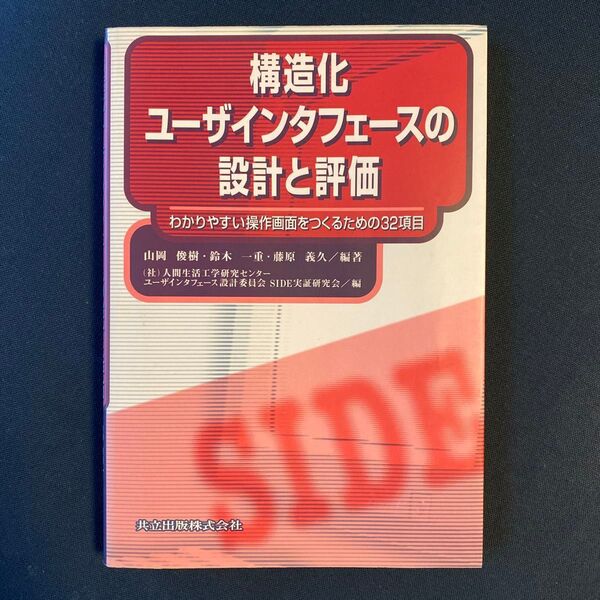 構造化
ユーザインタフェースの
設計と評価
わかりやすい操作画面をつくるための32項目
山岡 俊樹・鈴木 一重・藤原 義久／編著
(社)人間生活工学研究センター
ユーザインタフェース設計委員会 SIDE実証研究会／編
SIDE
共立出版株式会社